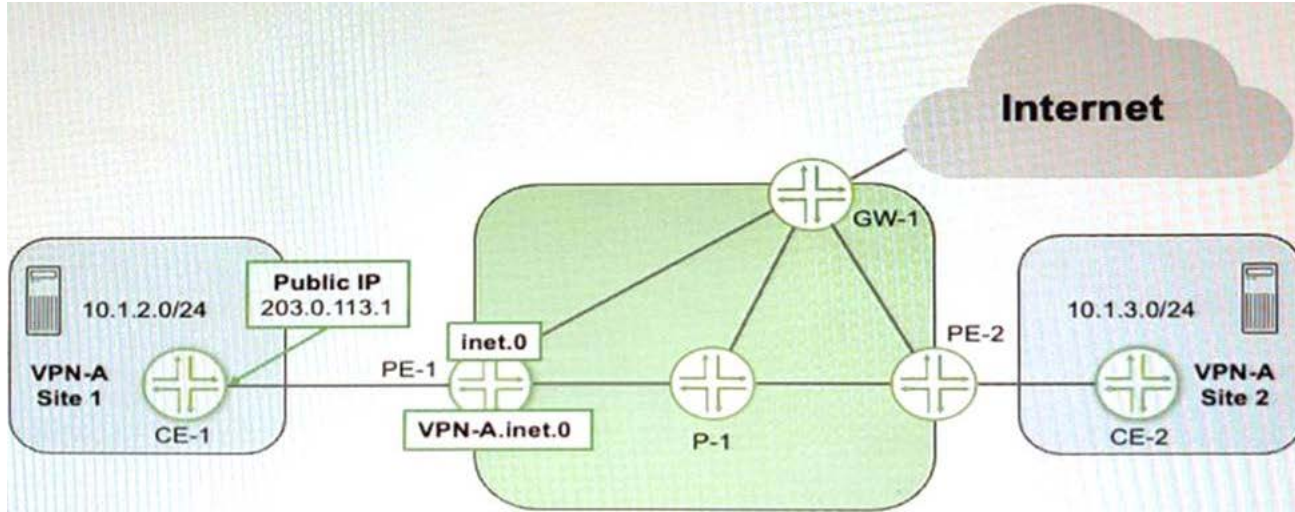 Internet
GW-1
Public IP
203.0.113.1
10.1.2.0/24
VPN-A
Site 1
CE-1
PE-1
inet.0
VPN-A.inet.0
P-1
PE-2
10.1.3.0/24
VPN-A
Site 2
CE-2